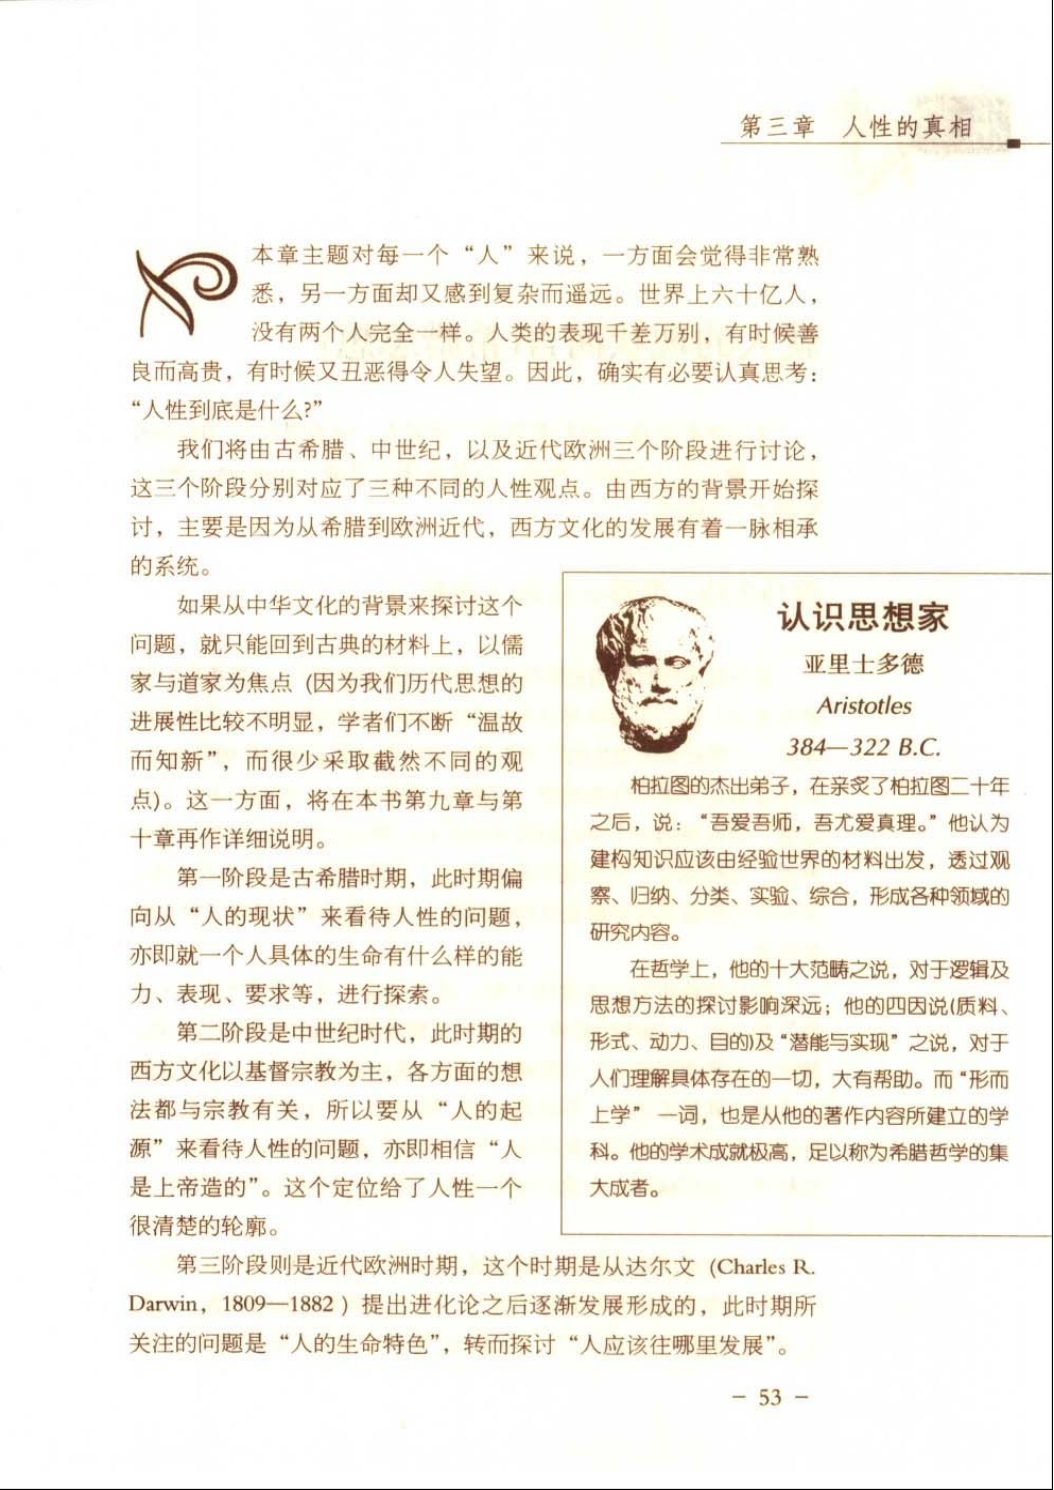 第三章 人性的真相
本章主题对每一个“人”来说，一方面会觉得非常熟
悉，另一方面却又感到复杂而遥远。世界上六十亿人，
没有两个人完全一样。人类的表现千差万别，有时候善
良而高贵，有时候又丑恶得令人失望。因此，确实有必要认真思考：
“人性到底是什么?”
我们将由古希腊、中世纪，以及近代欧洲三个阶段进行讨论，
这三个阶段分别对应了三种不同的人性观点。由西方的背景开始探
讨，主要是因为从希腊到欧洲近代，西方文化的发展有着一脉相承
的系统。
如果从中华文化的背景来探讨这个
问题，就只能回到古典的材料上，以儒
家与道家为焦点 (因为我们历代思想的
进展性比较不明显，学者们不断“温故
而知新”，而很少采取截然不同的观
点)。这一方面，将在本书第九章与第
十章再作详细说明。
第一阶段是古希腊时期，此时期偏
向从“人的现状”来看待人性的问题，
亦即就一个人具体的生命有什么样的能
力、表现、要求等，进行探索。
第二阶段是中世纪时代，此时期的
西方文化以基督宗教为主，各方面的想
法都与宗教有关，所以要从“人的起
源”来看待人性的问题，亦即相信“人
是上帝造的”。这个定位给了人性一个
很清楚的轮廓。
认识思想家
亚里士多德
Aristotles
384—322 B.C.
柏拉图的杰出弟子，在亲炙了柏拉图二十年
之后，说：“吾爱吾师，吾尤爱真理。”他认为
建构知识应该由经验世界的材料出发，透过观
察、归纳、分类、实验、综合，形成各种领域的
研究内容。
在哲学上，他的十大范畴之说，对于逻辑及
思想方法的探讨影响深远；他的四因说(质料、
形式、动力、目的)及“潜能与实现”之说，对于
人们理解具体存在的一切，大有帮助。而“形而
上学”一词，也是从他的著作内容所建立的学
科。他的学术成就极高，足以称为希腊哲学的集
大成者。
第三阶段则是近代欧洲时期，这个时期是从达尔文 (Charles R.
Darwin，1809—1882 ) 提出进化论之后逐渐发展形成的，此时期所
关注的问题是“人的生命特色”，转而探讨“人应该往哪里发展”。
- 53 -